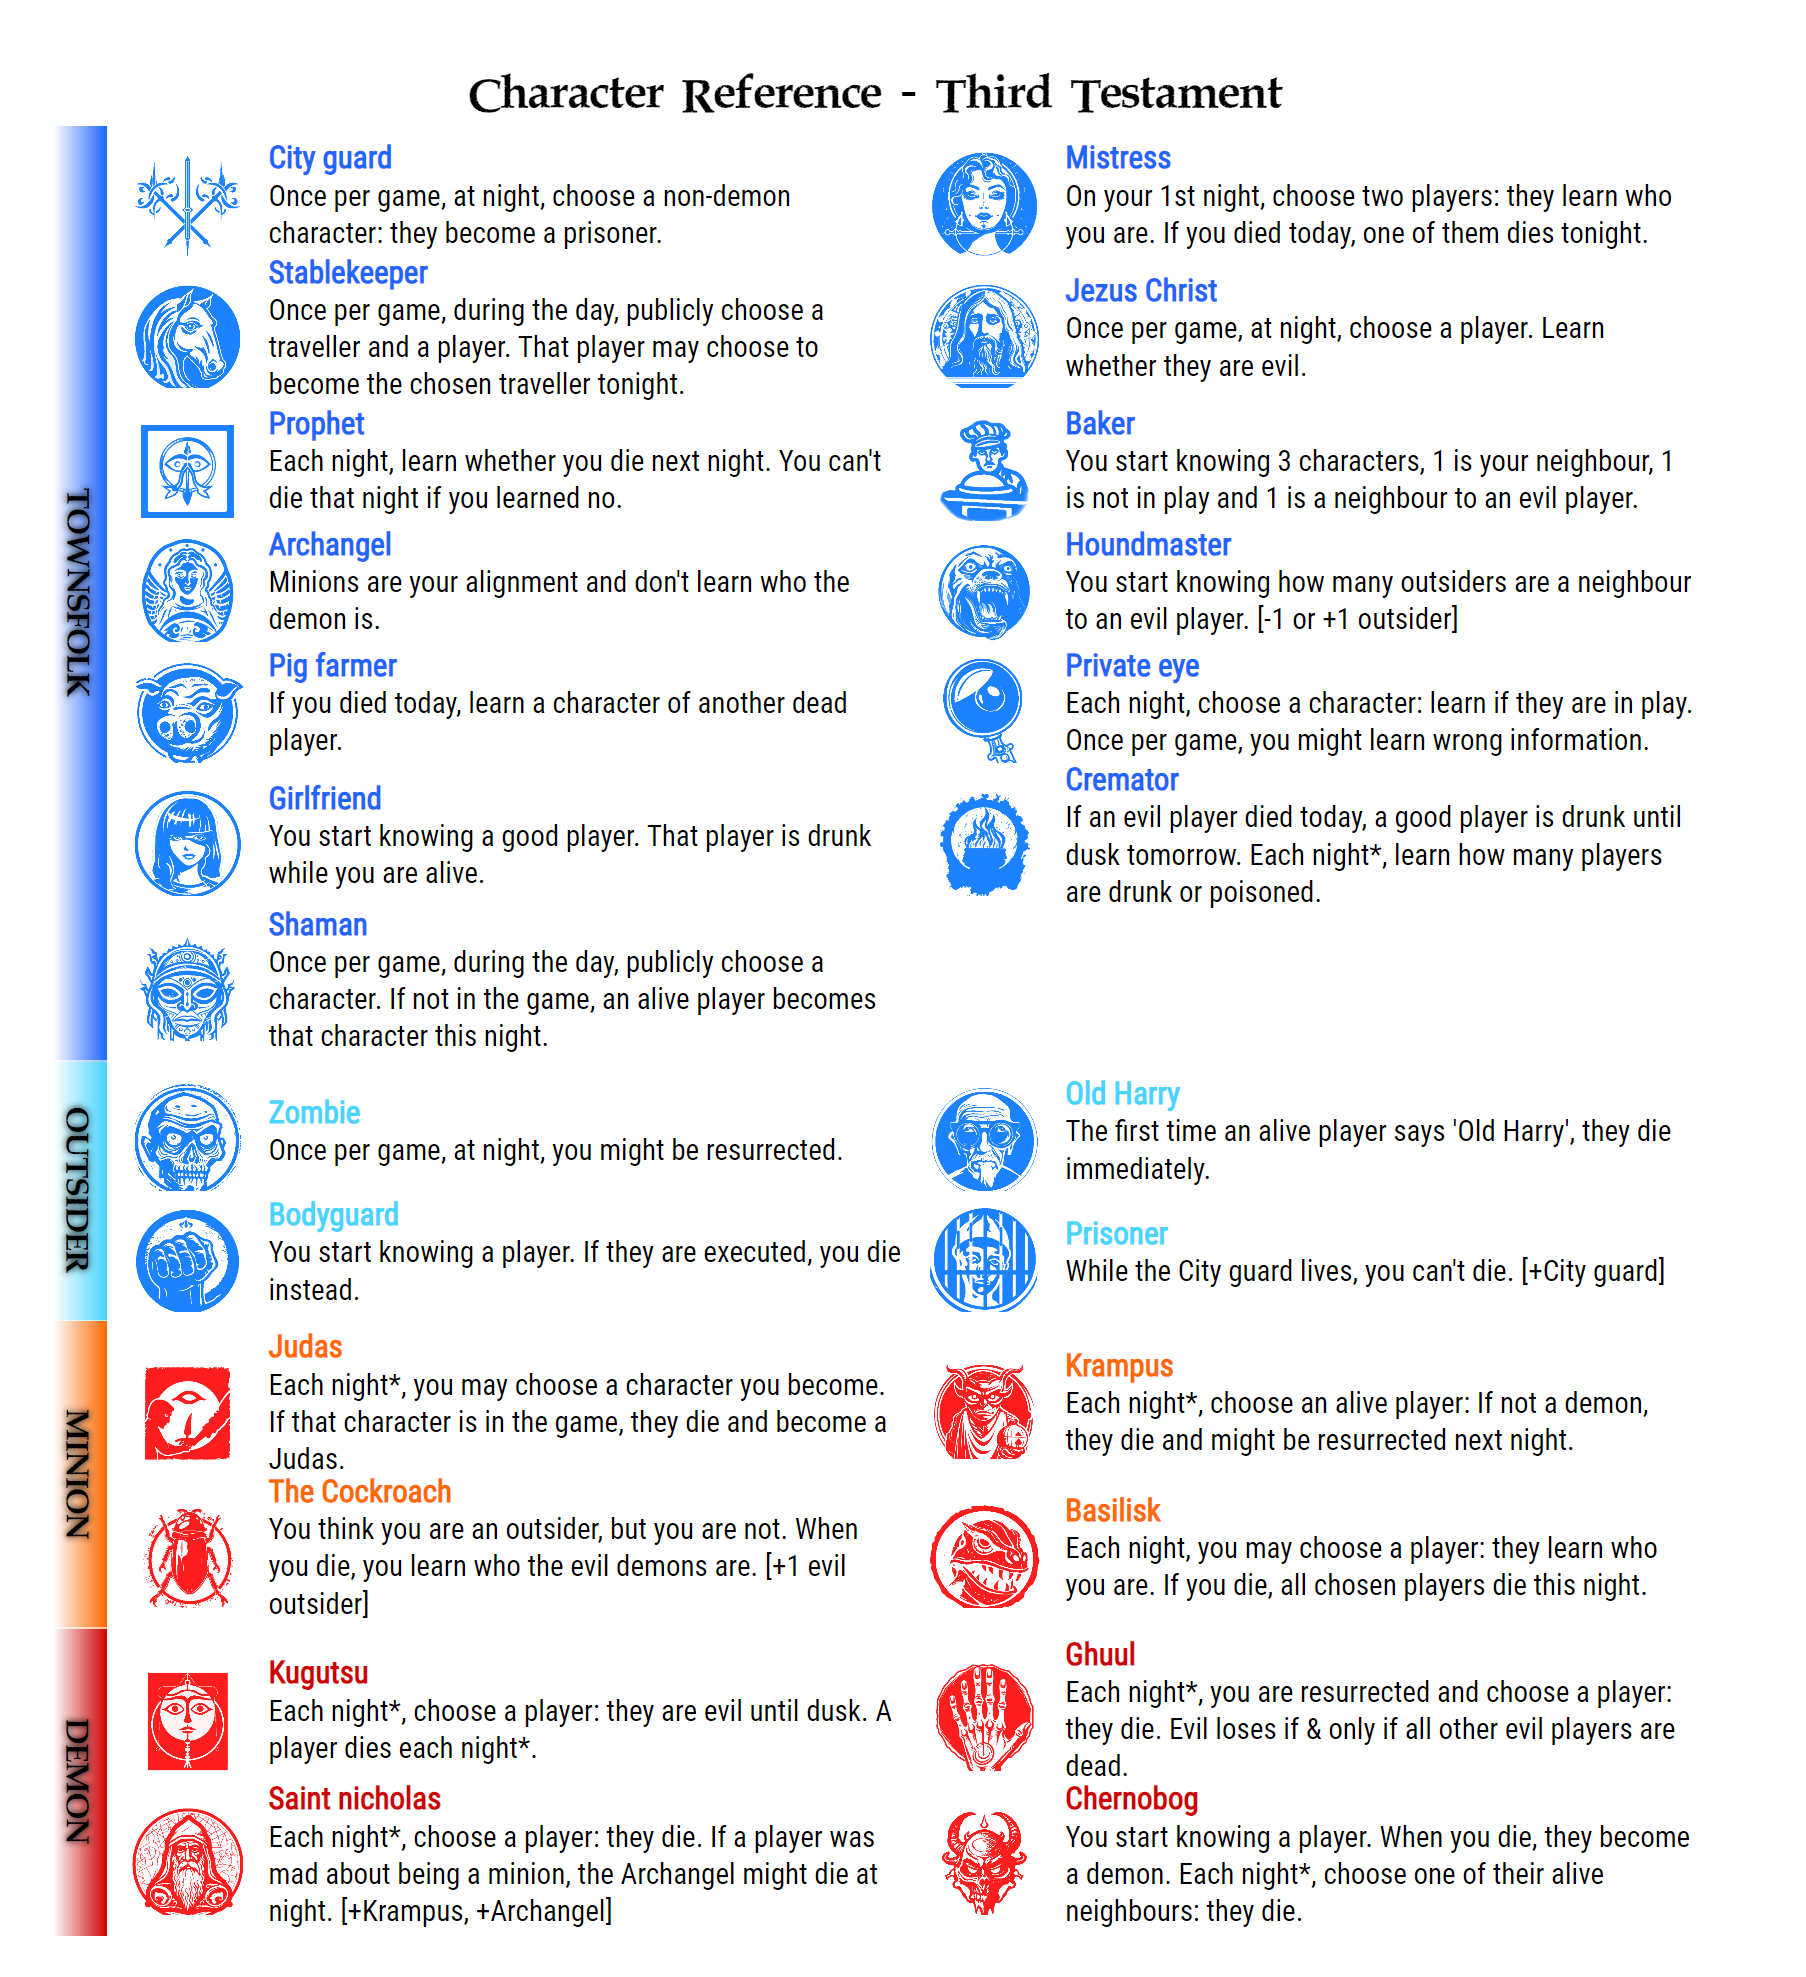 Character Reference - Third Testament
TOWNSFOLK
City guard
Once per game, at night, choose a non-demon
character: they become a prisoner.
Mistress
On your 1st night, choose two players: they learn who
you are. If you died today, one of them dies tonight.
Stablekeeper
Once per game, during the day, publicly choose a
traveller and a player. That player may choose to
become the chosen traveller tonight.
Jezus Christ
Once per game, at night, choose a player. Learn
whether they are evil.
Prophet
Each night, learn whether you die next night. You can't
die that night if you learned no.
Baker
You start knowing 3 characters, 1 is your neighbour, 1
is not in play and 1 is a neighbour to an evil player.
Archangel
Minions are your alignment and don't learn who the
demon is.
Houndmaster
You start knowing how many outsiders are a neighbour
to an evil player. [-1 or +1 outsider]
Pig farmer
If you died today, learn a character of another dead
player.
Private eye
Each night, choose a character: learn if they are in play.
Once per game, you might learn wrong information.
Girlfriend
You start knowing a good player. That player is drunk
while you are alive.
Cremator
If an evil player died today, a good player is drunk until
dusk tomorrow. Each night*, learn how many players
are drunk or poisoned.
Shaman
Once per game, during the day, publicly choose a
character. If not in the game, an alive player becomes
that character this night.
OUTSIDER
Zombie
Once per game, at night, you might be resurrected.
Old Harry
The first time an alive player says 'Old Harry', they die
immediately.
Bodyguard
You start knowing a player. If they are executed, you die
instead.
Prisoner
While the City guard lives, you can't die. [+City guard]
MINION
Judas
Each night*, you may choose a character you become.
If that character is in the game, they die and become a
Judas.
Krampus
Each night*, choose an alive player: If not a demon,
they die and might be resurrected next night.
The Cockroach
You think you are an outsider, but you are not. When
you die, you learn who the evil demons are. [+1 evil
outsider]
Basilisk
Each night, you may choose a player: they learn who
you are. If you die, all chosen players die this night.
DEMON
Kugutsu
Each night*, choose a player: they are evil until dusk. A
player dies each night*.
Ghuul
Each night*, you are resurrected and choose a player:
they die. Evil loses if & only if all other evil players are
dead.
Saint nicholas
Each night*, choose a player: they die. If a player was
mad about being a minion, the Archangel might die at
night. [+Krampus, +Archangel]
Chernobog
You start knowing a player. When you die, they become
a demon. Each night*, choose one of their alive
neighbours: they die.